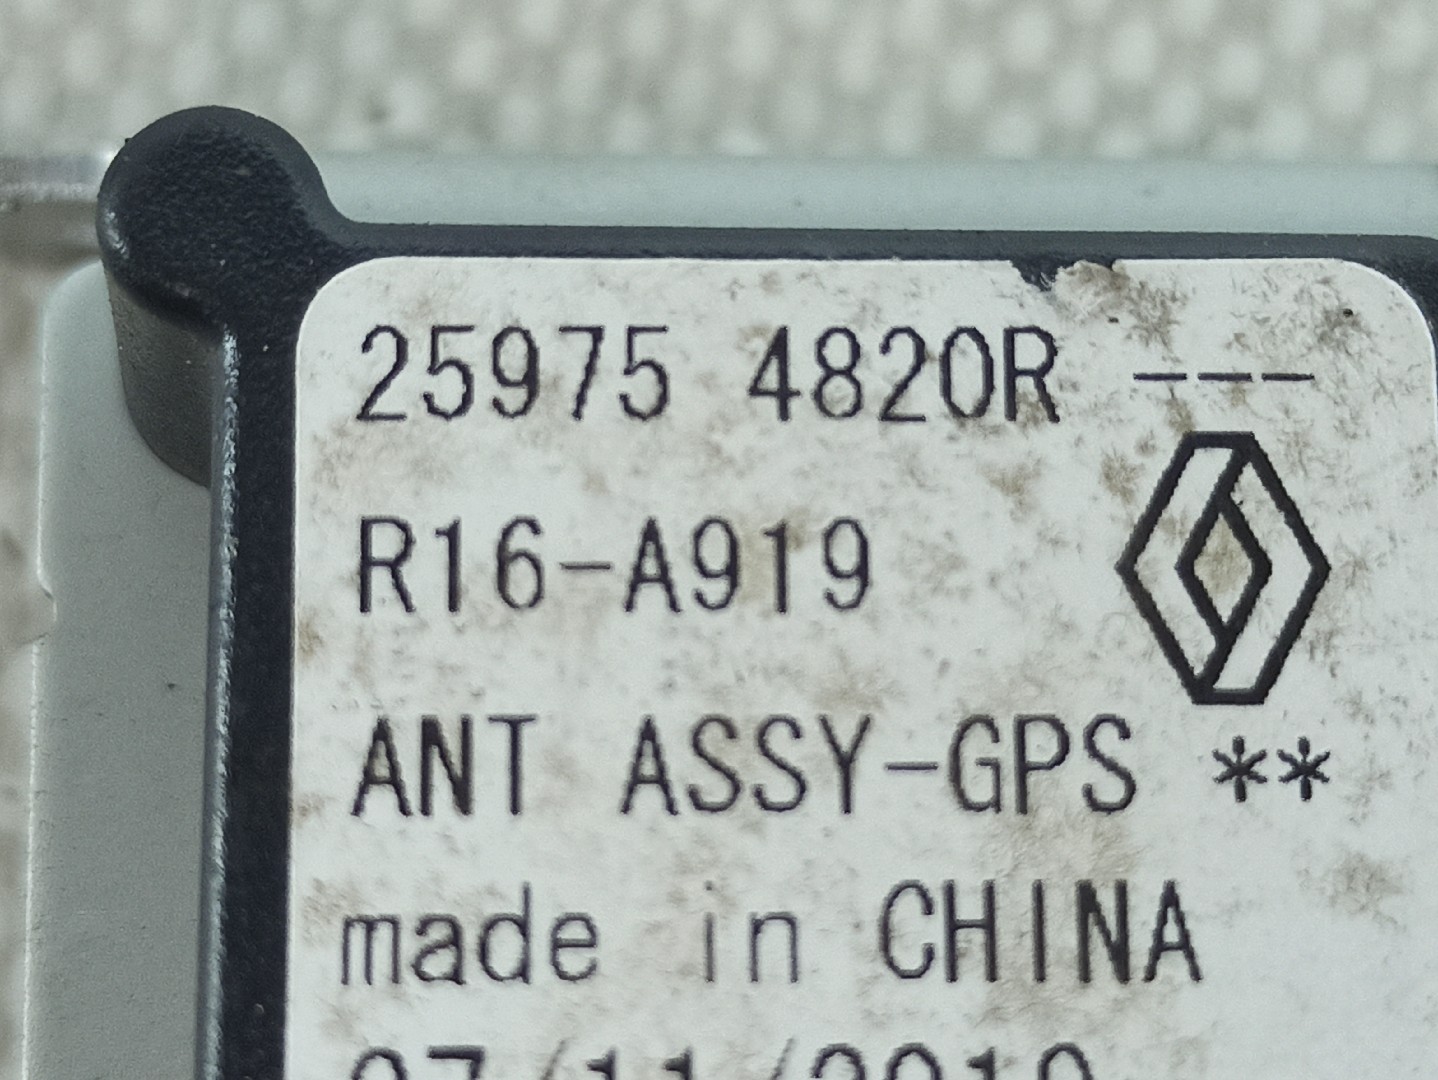 25975 4820R ---
R16-A919
ANT ASSY-GPS **
made in CHINA